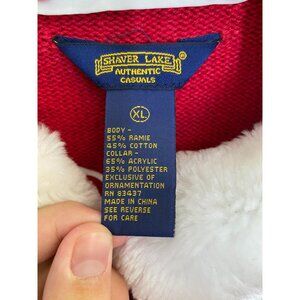 SHAVER LAKE
AUTHENTIC
CASUALS
XL
BODY -
55% RAMIE
45% COTTON
COLLAR -
65% ACRYLIC
35% POLYESTER
EXCLUSIVE OF
ORNAMENTATION
RN 83437
MADE IN CHINA
SEE REVERSE
FOR CARE